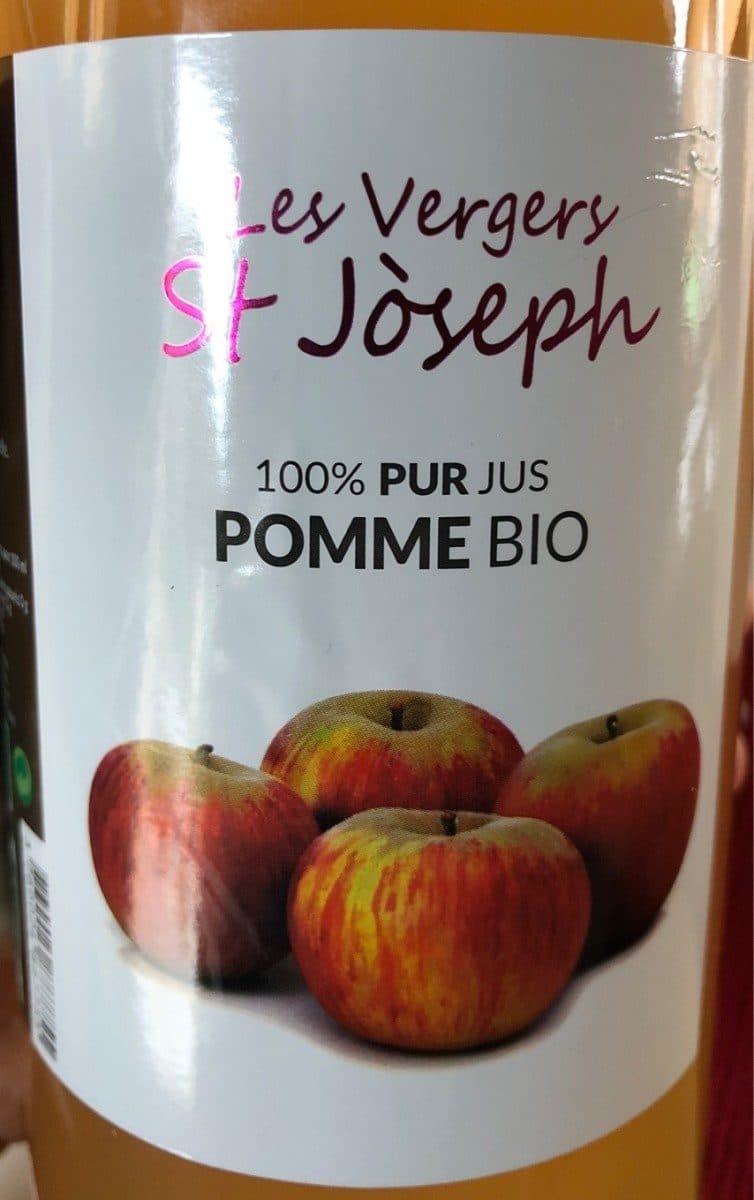 Les Vergers
St Jòseph
100% PUR JUS
POMME BIO